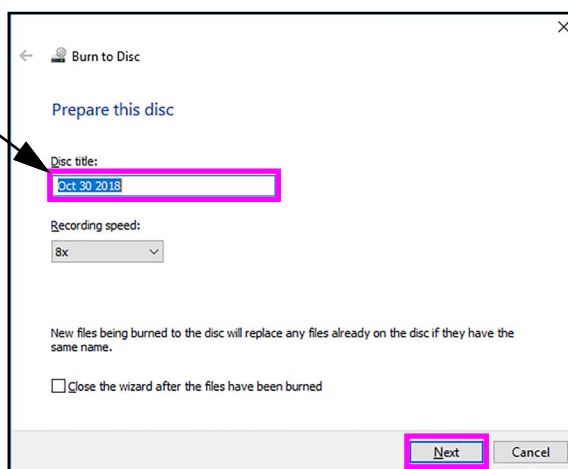 Burn to Disc
Prepare this disc
Disc title:
Oct 30 2018
Recording speed:
8x
New files being burned to the disc will replace any files already on the disc if they have the
same name.
Close the wizard after the files have been burned
Next Cancel